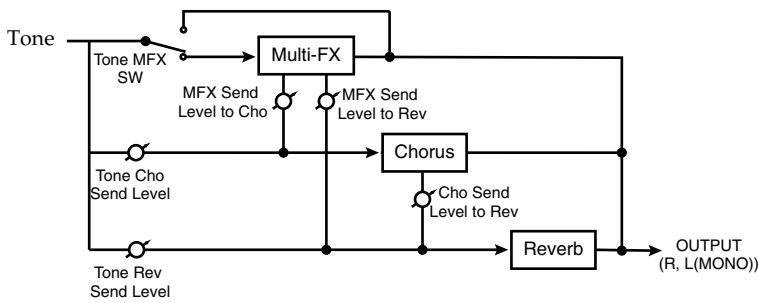 Tone
Tone MFX
SW
Multi-FX
MFX Send
Level to Cho
MFX Send
Level to Rev
Tone Cho
Send Level
Chorus
Cho Send
Level to Rev
Tone Rev
Send Level
Reverb
OUTPUT
(R, L(MONO))